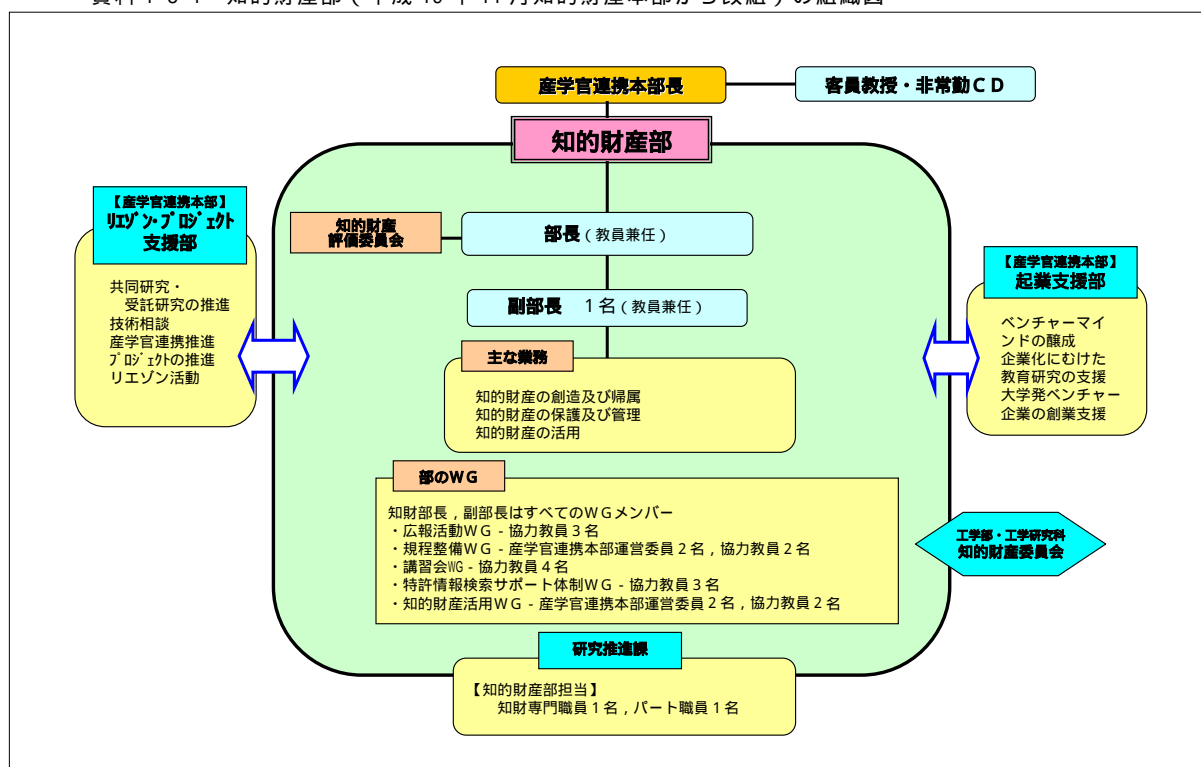 産学官連携本部長
客員教授・非常勤ＣＤ
知的財産部
【産学官連携本部】
ﾘｴｿﾞﾝ･ﾌﾟﾛｼﾞｪｸﾄ
支援部
共同研究・
受託研究の推進
技術相談
産学官連携推進
ﾌﾟﾛｼﾞｪｸﾄの推進
リエゾン活動
知的財産
評価委員会
部長（教員兼任）
副部長　１名（教員兼任）
主な業務
知的財産の創造及び帰属
知的財産の保護及び管理
知的財産の活用
【産学官連携本部】
起業支援部
ベンチャーマイ
ンドの醸成
企業化にむけた
教育研究の支援
大学発ベンチャー
企業の創業支援
部のＷＧ
知財部長，副部長はすべてのＷＧメンバー
・広報活動ＷＧ - 協力教員３名
・規程整備ＷＧ - 産学官連携本部運営委員２名，協力教員２名
・講習会WG - 協力教員４名
・特許情報検索サポート体制ＷＧ - 協力教員３名
・知的財産活用ＷＧ - 産学官連携本部運営委員２名，協力教員２名
工学部・工学研究科
知的財産委員会
研究推進課
【知的財産部担当】
知財専門職員１名，パート職員１名